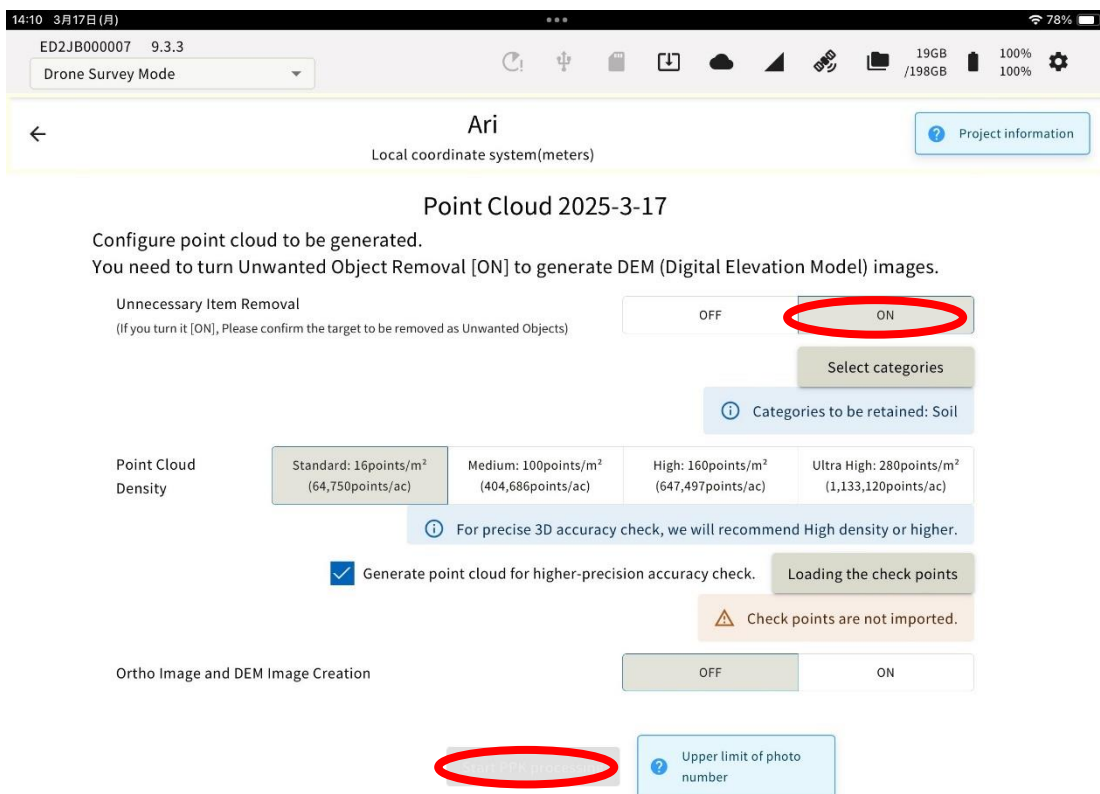 14:10 3月17日(月)
78%
ED2JB000007 9.3.3
Drone Survey Mode
19GB
/198GB
100%
100%
Ari
Local coordinate system(meters)
Project information
Point Cloud 2025-3-17
Configure point cloud to be generated.
You need to turn Unwanted Object Removal [ON] to generate DEM (Digital Elevation Model) images.
Unnecessary Item Removal
(If you turn it [ON], Please confirm the target to be removed as Unwanted Objects)
OFF
ON
Select categories
Categories to be retained: Soil
Point Cloud
Density
Standard: 16points/m²
(64,750points/ac)
Medium: 100points/m²
(404,686points/ac)
High: 160points/m²
(647,497points/ac)
Ultra High: 280points/m²
(1,133,120points/ac)
For precise 3D accuracy check, we will recommend High density or higher.
Generate point cloud for higher-precision accuracy check.
Loading the check points
Check points are not imported.
Ortho Image and DEM Image Creation
OFF
ON
Start PPK processing
Upper limit of photo
number